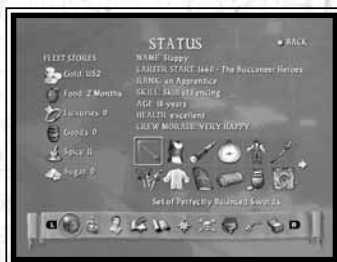 STATUS
BACK
FLEET STORES
Gold: 1152
Food: 2 Months
Luxuries: 0
Goods: 0
Spice: 11
Sugar: 0
NAME: Slappy
CAREER START: 1660 - The Buccaneer Heroes
RANK: an Apprentice
SKILL: Skill at Fencing
AGE: 18 years
HEALTH: excellent
CREW MORALE: VERY HAPPY
Set of Perfectly Balanced Swords
L
R